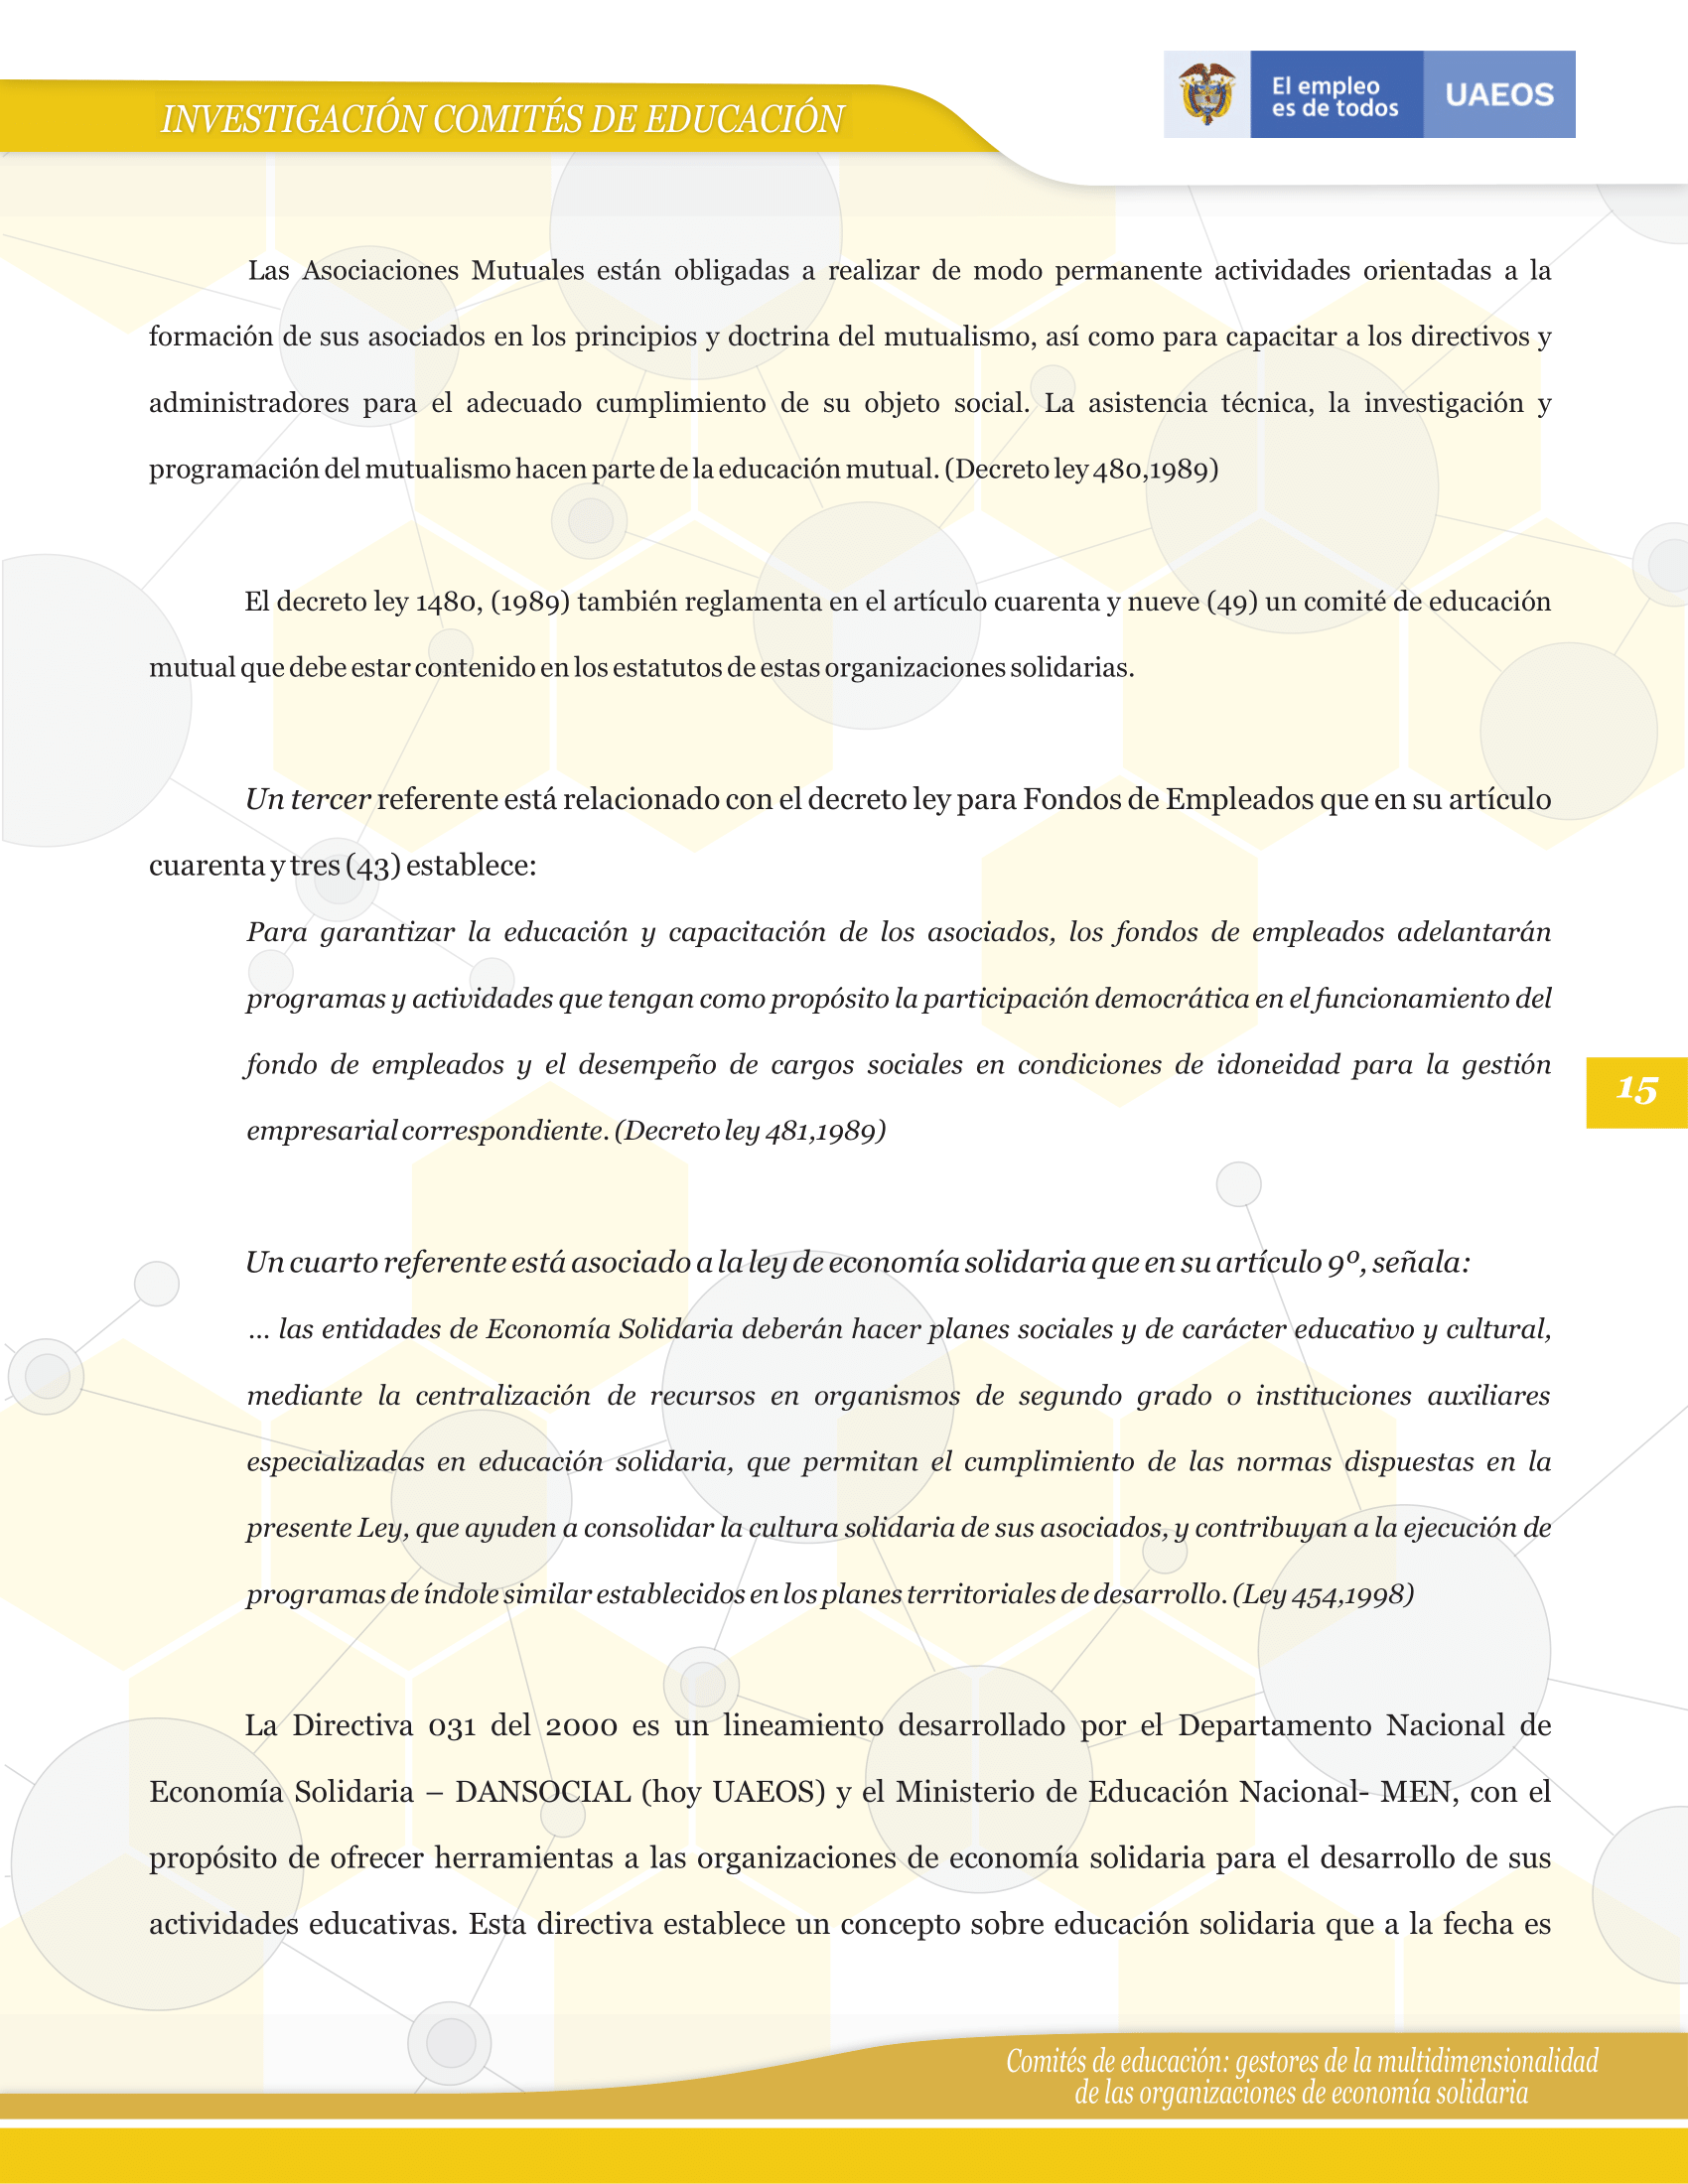 INVESTIGACIÓN COMITÉS DE EDUCACIÓN
El empleo
es de todos
UAEOS
Las Asociaciones Mutuales están obligadas a realizar de modo permanente actividades orientadas a la
formación de sus asociados en los principios y doctrina del mutualismo, así como para capacitar a los directivos y
administradores para el adecuado cumplimiento de su objeto social. La asistencia técnica, la investigación y
programación del mutualismo hacen parte de la educación mutual. (Decreto ley 480,1989)
El decreto ley 1480, (1989) también reglamenta en el artículo cuarenta y nueve (49) un comité de educación
mutual que debe estar contenido en los estatutos de estas organizaciones solidarias.
Un tercer referente está relacionado con el decreto ley para Fondos de Empleados que en su artículo
cuarenta y tres (43) establece:
Para garantizar la educación y capacitación de los asociados, los fondos de empleados adelantarán
programas y actividades que tengan como propósito la participación democrática en el funcionamiento del
fondo de empleados y el desempeño de cargos sociales en condiciones de idoneidad para la gestión
empresarial correspondiente. (Decreto ley 481,1989)
15
Un cuarto referente está asociado a la ley de economía solidaria que en su artículo 9º, señala:
... las entidades de Economía Solidaria deberán hacer planes sociales y de carácter educativo y cultural,
mediante la centralización de recursos en organismos de segundo grado o instituciones auxiliares
especializadas en educación solidaria, que permitan el cumplimiento de las normas dispuestas en la
presente Ley, que ayuden a consolidar la cultura solidaria de sus asociados, y contribuyan a la ejecución de
programas de índole similar establecidos en los planes territoriales de desarrollo. (Ley 454,1998)
La Directiva 031 del 2000 es un lineamiento desarrollado por el Departamento Nacional de
Economía Solidaria – DANSOCIAL (hoy UAEOS) y el Ministerio de Educación Nacional- MEN, con el
propósito de ofrecer herramientas a las organizaciones de economía solidaria para el desarrollo de sus
actividades educativas. Esta directiva establece un concepto sobre educación solidaria que a la fecha es
Comités de educación: gestores de la multidimensionalidad
de las organizaciones de economía solidaria